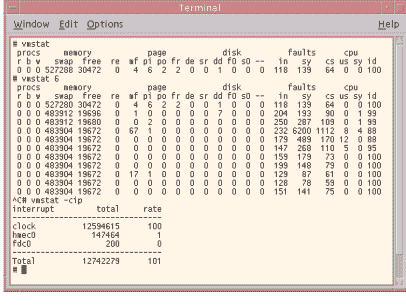 Terminal
Window Edit Options Help
# vmstat
procs memory page disk faults cpu
r b w swap free re mf pi po fr de sr dd f0 s0 -- in sy cs us sy id
0 0 0 527288 30472 0 4 6 2 2 0 0 1 0 0 0 118 139 64 0 0 100
# vmstat 6
procs memory page disk faults cpu
r b w swap free re mf pi po fr de sr dd f0 s0 -- in sy cs us sy id
0 0 0 527280 30472 0 4 6 2 2 0 0 1 0 0 0 118 139 64 0 0 100
0 0 0 483912 19696 0 1 0 0 0 0 0 7 0 0 0 204 193 90 0 1 99
0 0 0 483912 19680 0 0 2 0 0 0 0 0 0 0 0 250 287 109 0 1 99
0 0 0 483904 19672 0 67 1 0 0 0 0 0 0 0 0 232 6200 1112 8 4 88
0 0 0 483904 19672 0 0 0 0 0 0 0 0 0 0 0 179 489 170 12 0 88
0 0 0 483904 19672 0 0 0 0 0 0 0 0 0 0 0 147 268 110 5 0 95
0 0 0 483904 19672 0 0 0 0 0 0 0 0 0 0 0 159 179 73 0 0 100
0 0 0 483904 19672 0 0 0 0 0 0 0 0 0 0 0 199 148 79 0 0 100
0 0 0 483904 19672 0 17 1 0 0 0 0 0 0 0 0 129 87 61 0 0 100
0 0 0 483904 19672 0 0 0 0 0 0 0 0 0 0 0 128 78 59 0 0 100
0 0 0 483904 19672 0 0 0 0 0 0 0 0 0 0 0 151 141 75 0 0 100
^C# vmstat -cip
interrupt total rate
--------------------------------
clock 12594615 100
hmec0 147464 1
fdc0 200 0
--------------------------------
Total 12742279 101
#